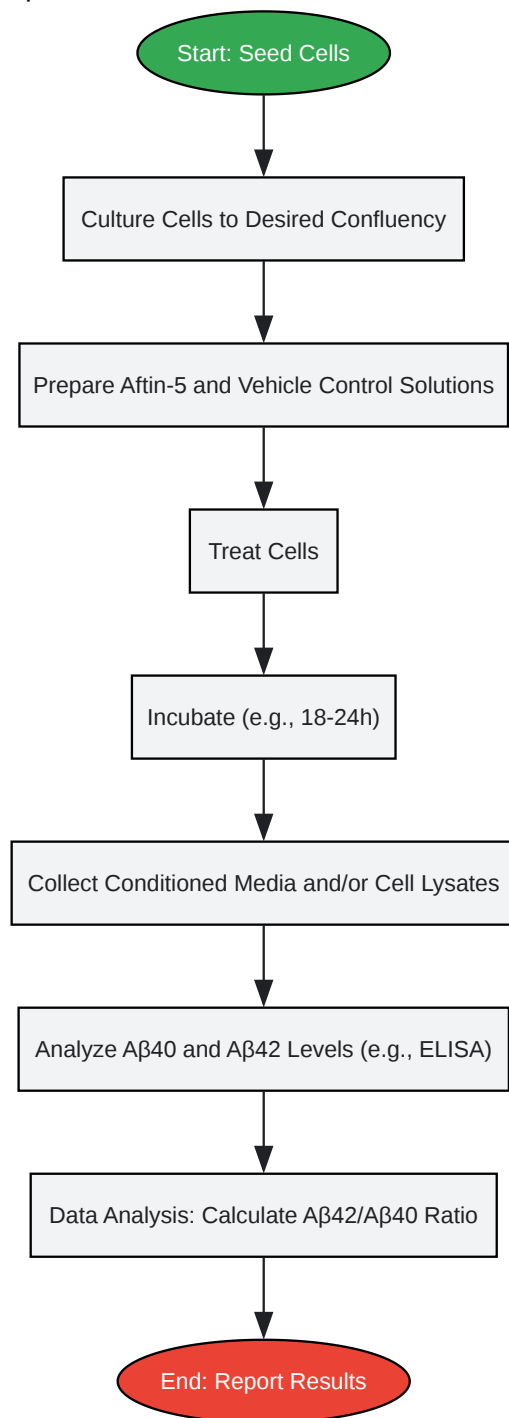 Start: Seed Cells
Culture Cells to Desired Confluency
Prepare Aftin-5 and Vehicle Control Solutions
Treat Cells
Incubate (e.g., 18-24h)
Collect Conditioned Media and/or Cell Lysates
Analyze Aβ40 and Aβ42 Levels (e.g., ELISA)
Data Analysis: Calculate Aβ42/Aβ40 Ratio
End: Report Results